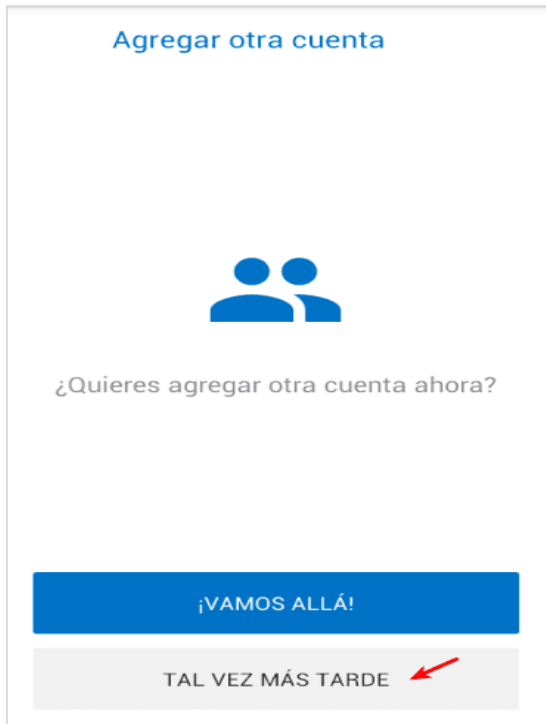 Agregar otra cuenta
¿Quieres agregar otra cuenta ahora?
¡VAMOS ALLÁ!
TAL VEZ MÁS TARDE